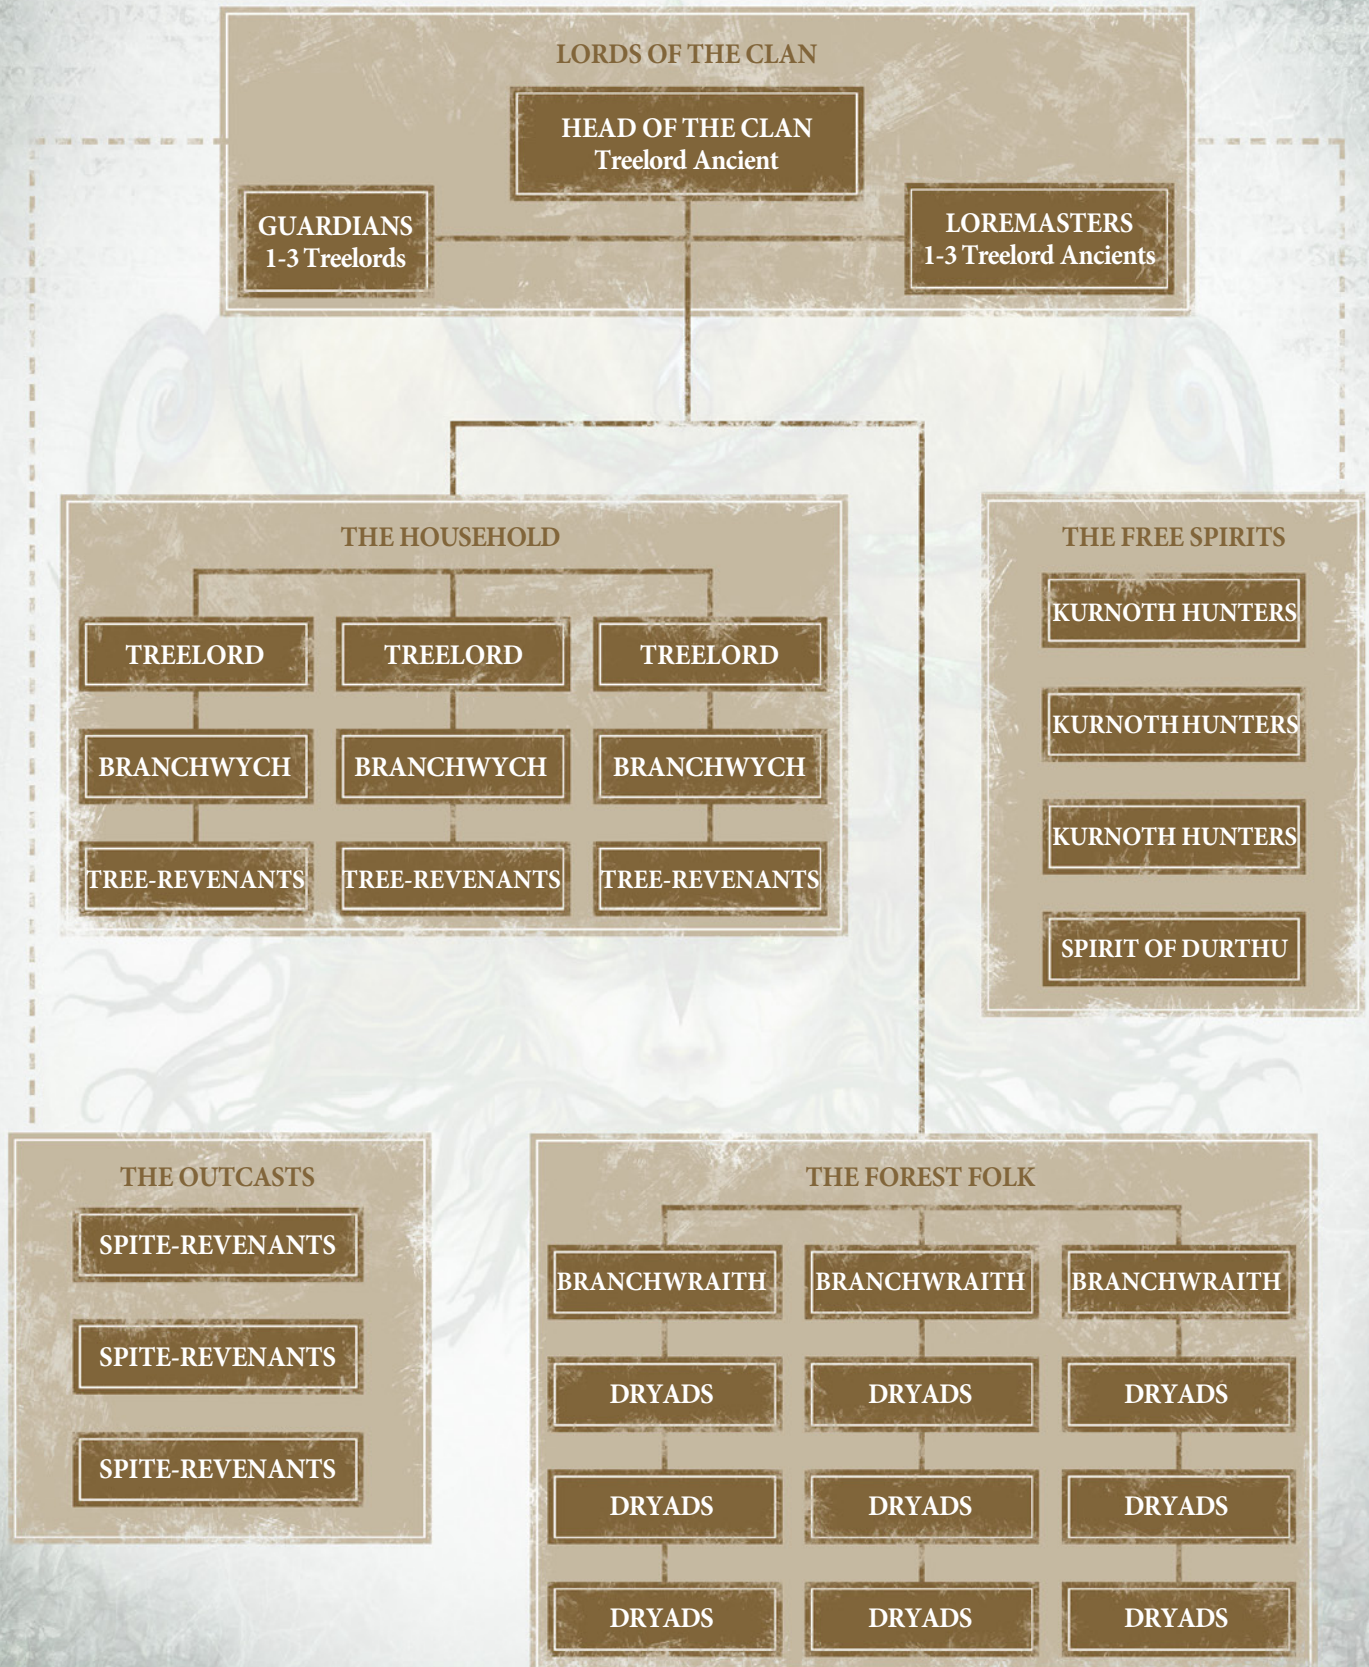 LORDS OF THE CLAN
HEAD OF THE CLAN
Treelord Ancient
GUARDIANS
1-3 Treelords
LOREMASTERS
1-3 Treelord Ancients
THE HOUSEHOLD
TREELORD
TREELORD
TREELORD
BRANCHWYCH
BRANCHWYCH
BRANCHWYCH
TREE-REVENANTS
TREE-REVENANTS
TREE-REVENANTS
THE FREE SPIRITS
KURNOTH HUNTERS
KURNOTH HUNTERS
KURNOTH HUNTERS
SPIRIT OF DURTHU
THE OUTCASTS
SPITE-REVENANTS
SPITE-REVENANTS
SPITE-REVENANTS
THE FOREST FOLK
BRANCHWRAITH
BRANCHWRAITH
BRANCHWRAITH
DRYADS
DRYADS
DRYADS
DRYADS
DRYADS
DRYADS
DRYADS
DRYADS
DRYADS